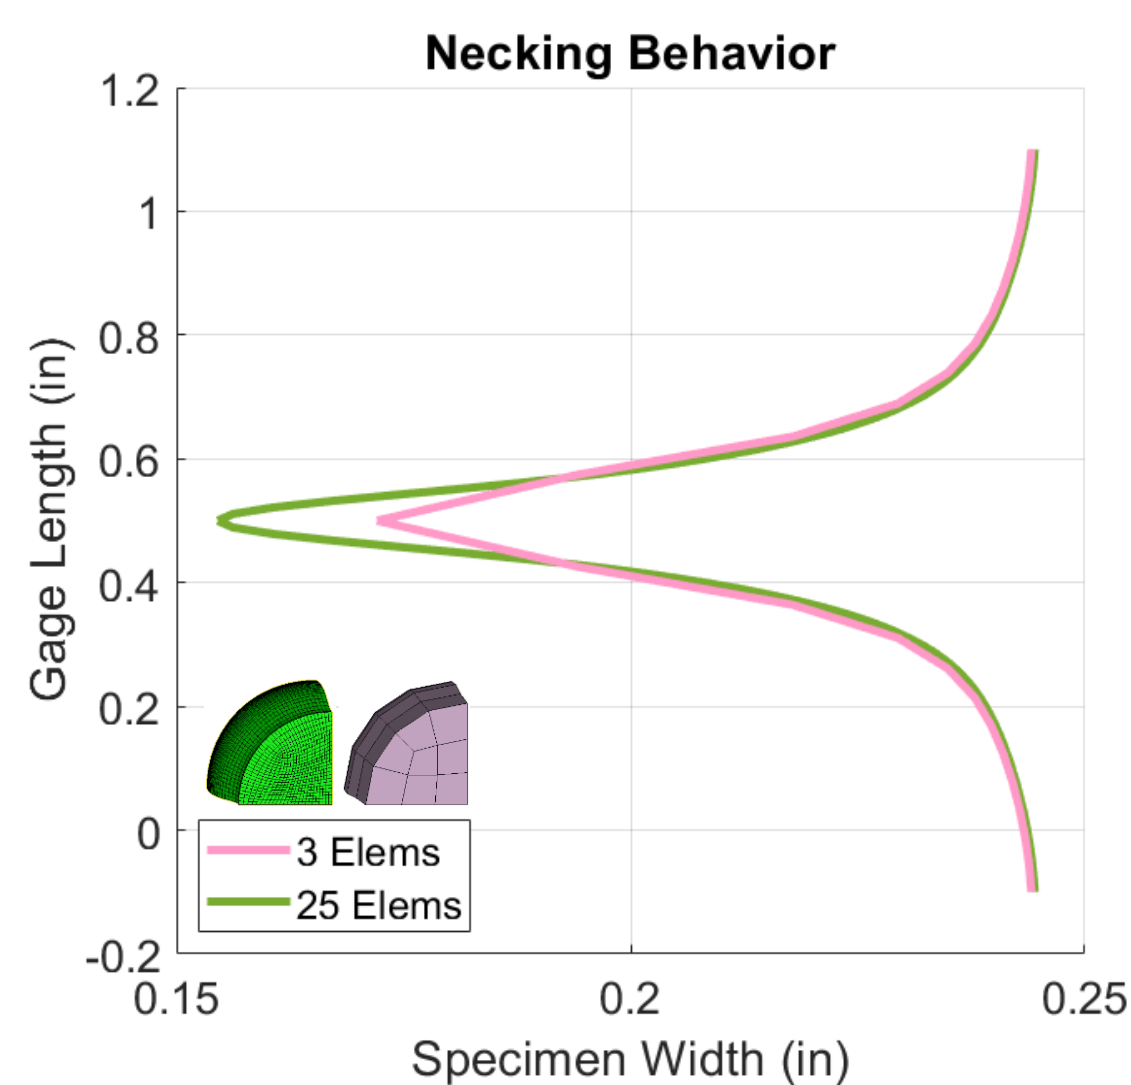 Necking Behavior
1.2
1
0.8
0.6
0.4
0.2
0
-0.2
Gage Length (in)
3 Elems
25 Elems
0.15 0.2 0.25
Specimen Width (in)